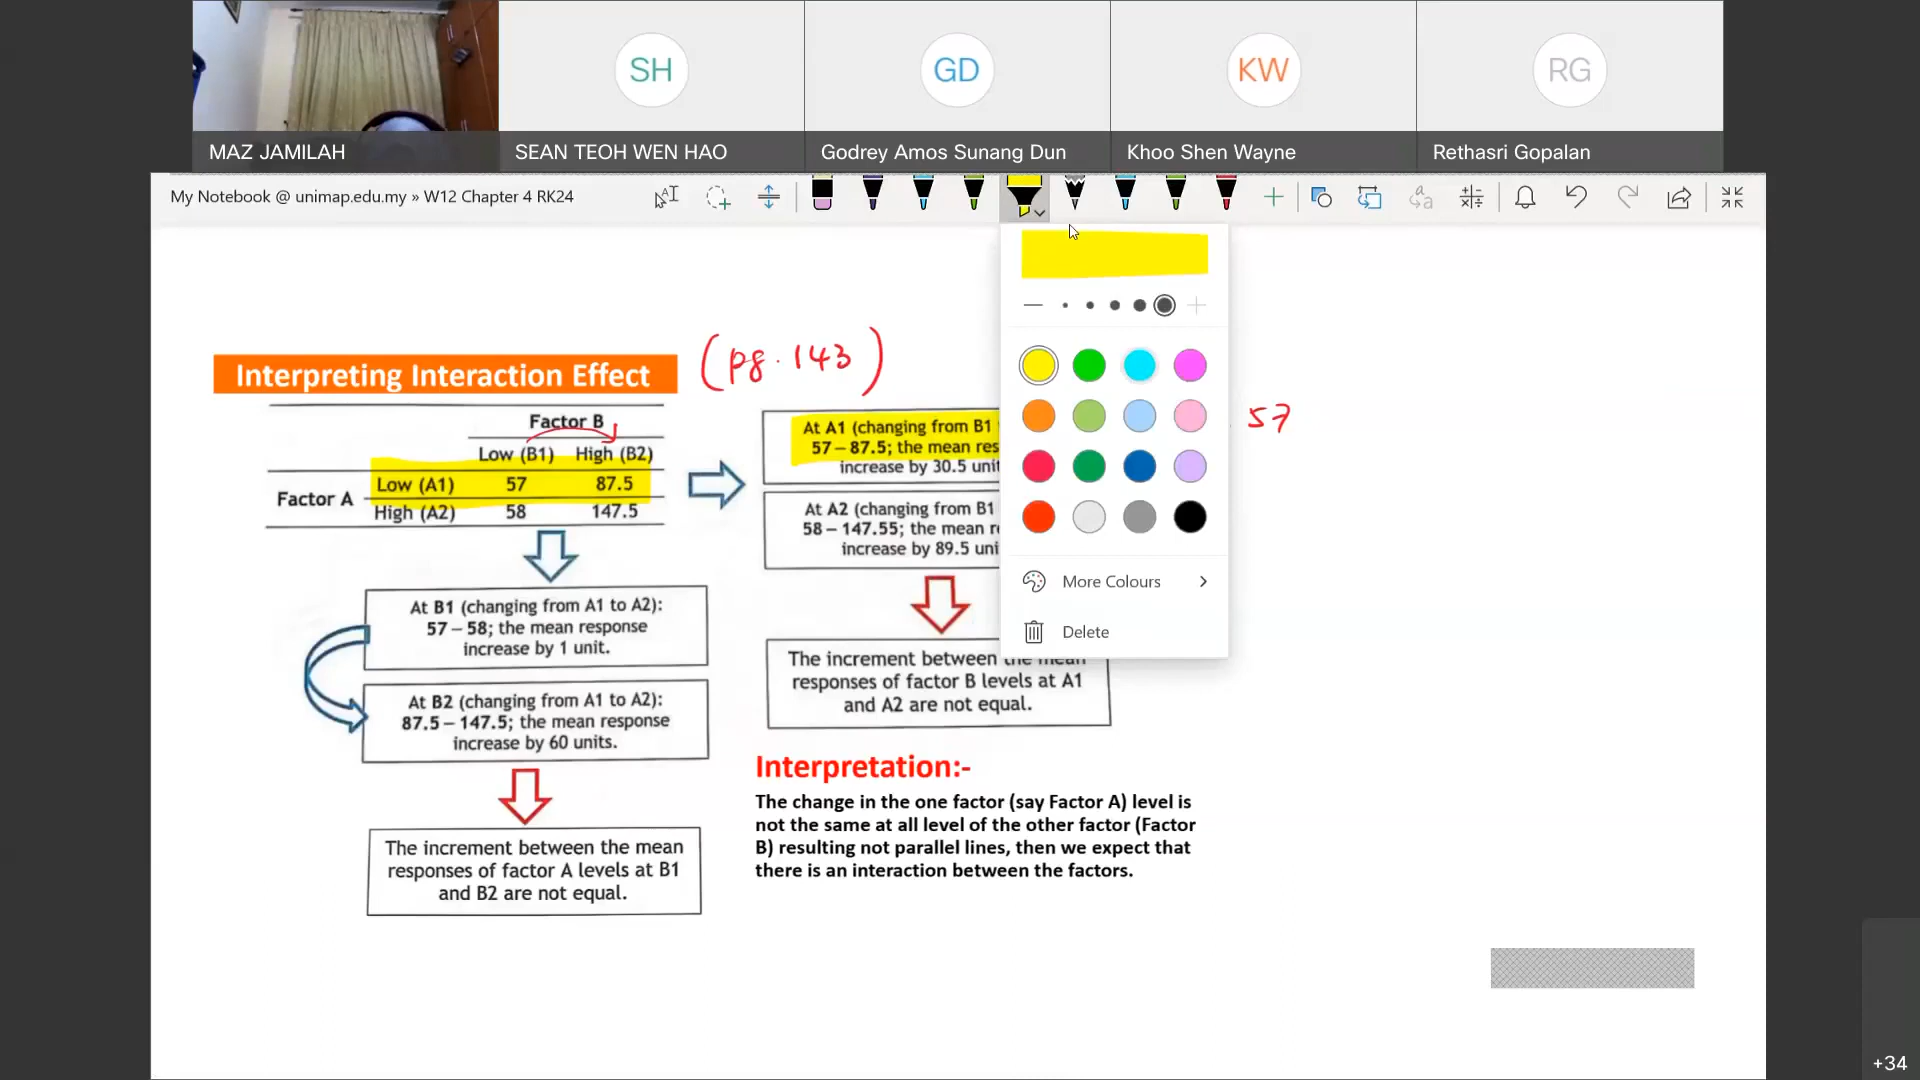 SH
GD
KW
RG
MAZ JAMILAH
SEAN TEOH WEN HAO
Godrey Amos Sunang Dun
Khoo Shen Wayne
Rethasri Gopalan
My Notebook @ unimap.edu.my » W12 Chapter 4 RK24
Interpreting Interaction Effect
(pg. 143)
Factor B
Low (B1) High (B2)
Factor A
Low (A1) 57 87.5
High (A2) 58 147.5
At A1 (changing from B1
57 – 87.5; the mean res
increase by 30.5 unit
57
At A2 (changing from B1
58 – 147.55; the mean r
increase by 89.5 uni
The increment between the mean
responses of factor B levels at A1
and A2 are not equal.
At B1 (changing from A1 to A2):
57 – 58; the mean response
increase by 1 unit.
At B2 (changing from A1 to A2):
87.5 – 147.5; the mean response
increase by 60 units.
The increment between the mean
responses of factor A levels at B1
and B2 are not equal.
Interpretation:-
The change in the one factor (say Factor A) level is
not the same at all level of the other factor (Factor
B) resulting not parallel lines, then we expect that
there is an interaction between the factors.
More Colours
Delete
+34